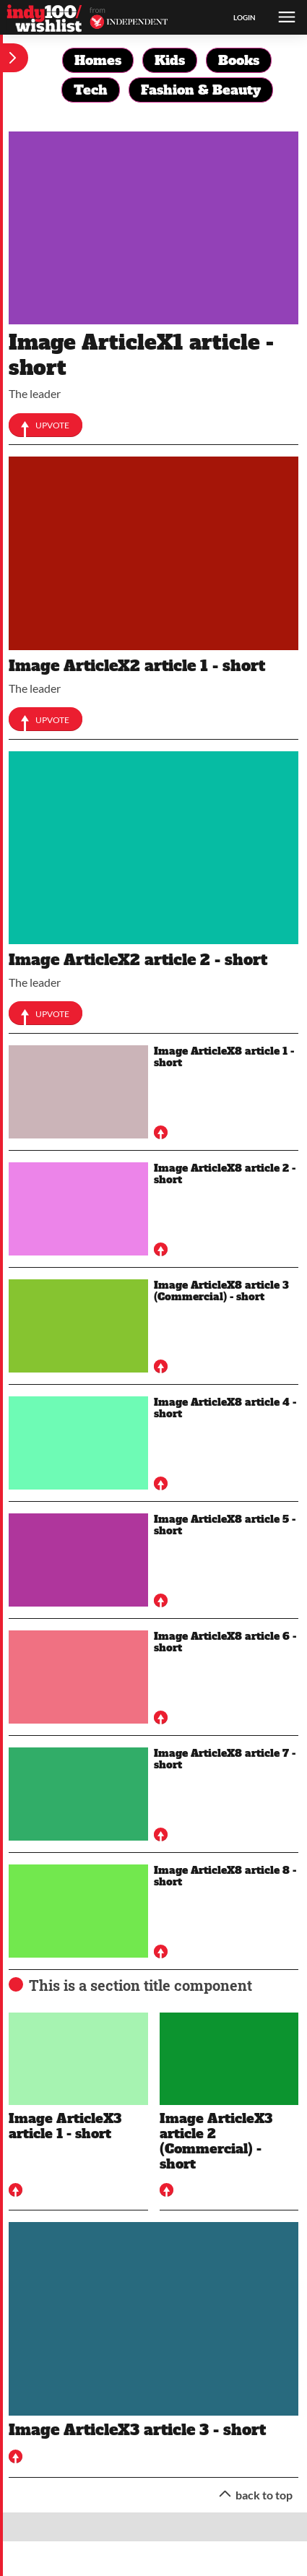 indy100/
wishlist
from
INDEPENDENT
LOGIN
Homes
Kids
Books
Tech
Fashion & Beauty
Image ArticleX1 article -
short
The leader
UPVOTE
Image ArticleX2 article 1 - short
The leader
UPVOTE
Image ArticleX2 article 2 - short
The leader
UPVOTE
Image ArticleX8 article 1 -
short
Image ArticleX8 article 2 -
short
Image ArticleX8 article 3
(Commercial) - short
Image ArticleX8 article 4 -
short
Image ArticleX8 article 5 -
short
Image ArticleX8 article 6 -
short
Image ArticleX8 article 7 -
short
Image ArticleX8 article 8 -
short
This is a section title component
Image ArticleX3
article 1 - short
Image ArticleX3
article 2
(Commercial) -
short
Image ArticleX3 article 3 - short
back to top